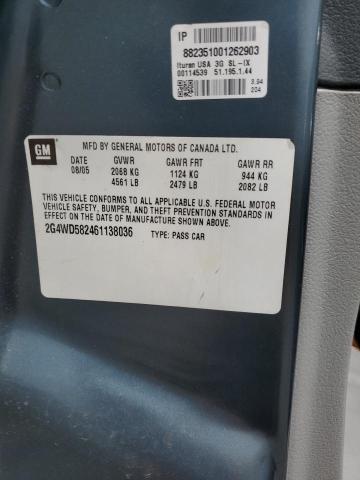 IP
882351001262903
Ituran USA 3G SL-IX
00114539 51.195.1.44
3.94
204
GM
MFD BY GENERAL MOTORS OF CANADA LTD.
DATE GVWR GAWR FRT GAWR RR
08/05 2068 KG 1124 KG 944 KG
4561 LB 2479 LB 2082 LB
THIS VEHICLE CONFORMS TO ALL APPLICABLE U.S. FEDERAL MOTOR
VEHICLE SAFETY, BUMPER, AND THEFT PREVENTION STANDARDS IN
EFFECT ON THE DATE OF MANUFACTURE SHOWN ABOVE.
2G4WD582461138036 TYPE: PASS CAR